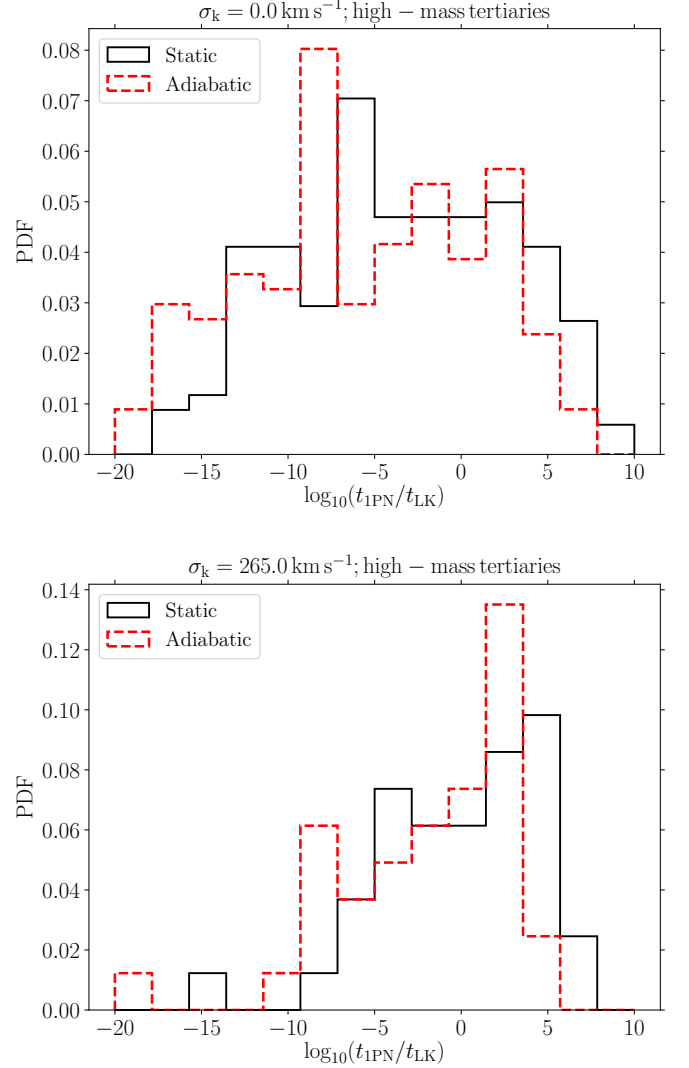 σk = 0.0 km s−1; high − mass tertiaries
Static
Adiabatic
0.08
0.07
0.06
0.05
0.04
0.03
0.02
0.01
0.00
PDF
−20 −15 −10 −5 0 5 10
log10(t1PN/tLK)
σk = 265.0 km s−1; high − mass tertiaries
Static
Adiabatic
0.14
0.12
0.10
0.08
0.06
0.04
0.02
0.00
PDF
−20 −15 −10 −5 0 5 10
log10(t1PN/tLK)